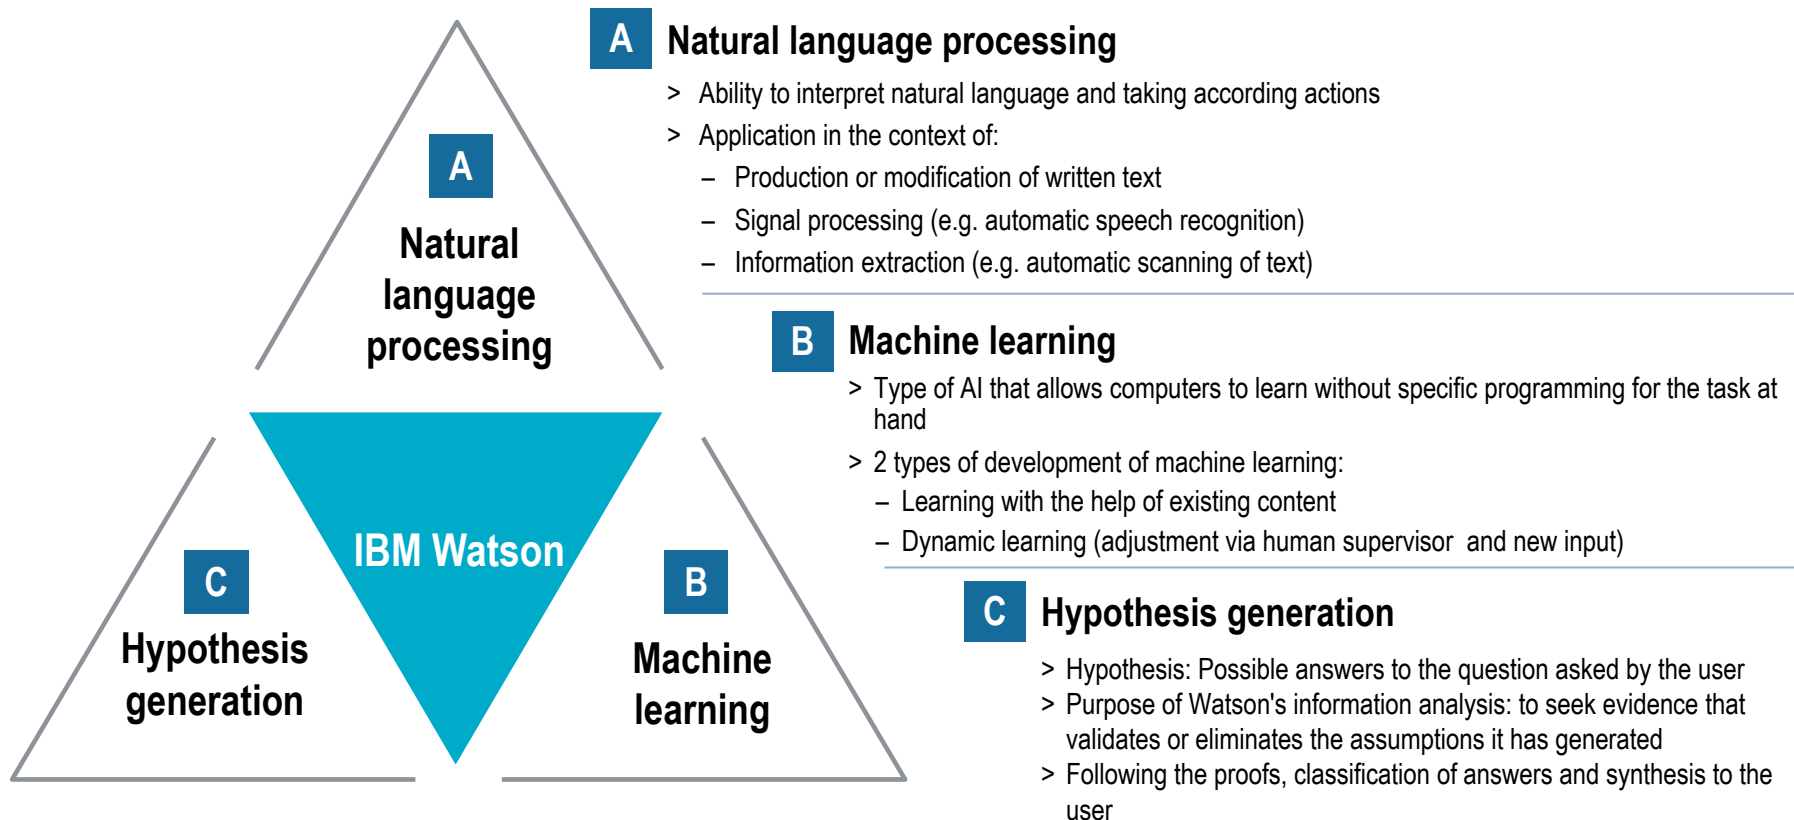 A
Natural
language
processing
IBM Watson
C
Hypothesis
generation
B
Machine
learning
A Natural language processing
> Ability to interpret natural language and taking according actions
> Application in the context of:
– Production or modification of written text
– Signal processing (e.g. automatic speech recognition)
– Information extraction (e.g. automatic scanning of text)
B Machine learning
> Type of AI that allows computers to learn without specific programming for the task at
hand
> 2 types of development of machine learning:
– Learning with the help of existing content
– Dynamic learning (adjustment via human supervisor and new input)
C Hypothesis generation
> Hypothesis: Possible answers to the question asked by the user
> Purpose of Watson's information analysis: to seek evidence that
validates or eliminates the assumptions it has generated
> Following the proofs, classification of answers and synthesis to the
user